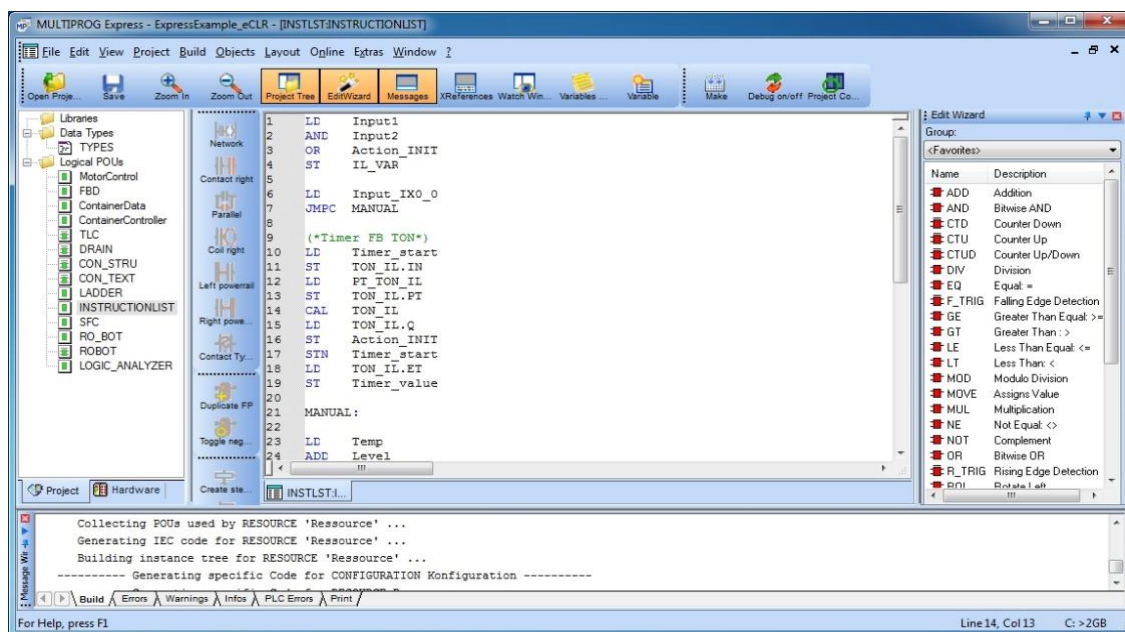 MULTIPROG Express - ExpressExample_eCLR - [INSTLST:INSTRUCTIONLIST]
File Edit View Project Build Objects Layout Online Extras Window ?
Open Proje... Save Zoom In Zoom Out Project Tree EditWizard Messages XReferences Watch Win... Variables ... Variable Make Debug on/off Project Co...
Libraries
Data Types
TYPES
Logical POUs
MotorControl
FBD
ContainerData
ContainerController
TLC
DRAIN
CON_STRU
CON_TEXT
LADDER
INSTRUCTIONLIST
SFC
RO_BOT
ROBOT
LOGIC_ANALYZER
Project Hardware
Network
Contact right
Parallel
Coil right
Left powerrail
Right powe...
Contact Ty...
Duplicate FP
Toggle neg...
Create ste...
1 LD Input1
2 AND Input2
3 OR Action_INIT
4 ST IL_VAR
5
6 LD Input_IX0_0
7 JMPC MANUAL
8
9 (*Timer FB TON*)
10 LD Timer_start
11 ST TON_IL.IN
12 LD PT_TON_IL
13 ST TON_IL.PT
14 CAL TON_IL
15 LD TON_IL.Q
16 ST Action_INIT
17 STN Timer_start
18 LD TON_IL.ET
19 ST Timer_value
20
21 MANUAL:
22
23 LD Temp
24 ADD Level
INSTLST:I...
Edit Wizard
Group:
<Favorites>
Name Description
ADD Addition
AND Bitwise AND
CTD Counter Down
CTU Counter Up
CTUD Counter Up/Down
DIV Division
EQ Equal: =
F_TRIG Falling Edge Detection
GE Greater Than Equal: >=
GT Greater Than : >
LE Less Than Equal: <=
LT Less Than: <
MOD Modulo Division
MOVE Assigns Value
MUL Multiplication
NE Not Equal: <>
NOT Complement
OR Bitwise OR
R_TRIG Rising Edge Detection
ROL Rotate Left
Message Wi
Collecting POUs used by RESOURCE 'Ressource' ...
Generating IEC code for RESOURCE 'Ressource' ...
Building instance tree for RESOURCE 'Ressource' ...
---------- Generating specific Code for CONFIGURATION Konfiguration ----------
Build Errors Warnings Infos PLC Errors Print
For Help, press F1
Line 14, Col 13 C: >2GB